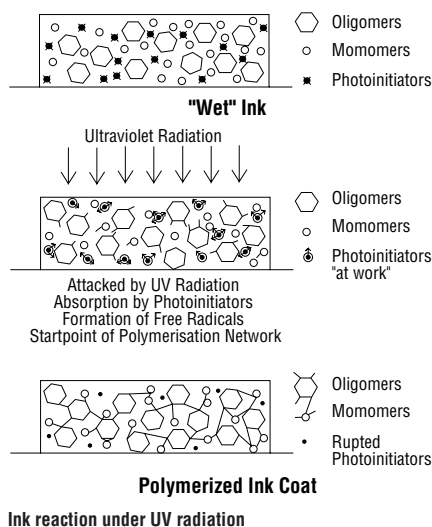 Oligomers
Momomers
Photoinitiators
"Wet" Ink
Ultraviolet Radiation
Oligomers
Momomers
Photoinitiators
"at work"
Attacked by UV Radiation
Absorption by Photoinitiators
Formation of Free Radicals
Startpoint of Polymerisation Network
Oligomers
Momomers
Rupted
Photoinitiators
Polymerized Ink Coat
Ink reaction under UV radiation